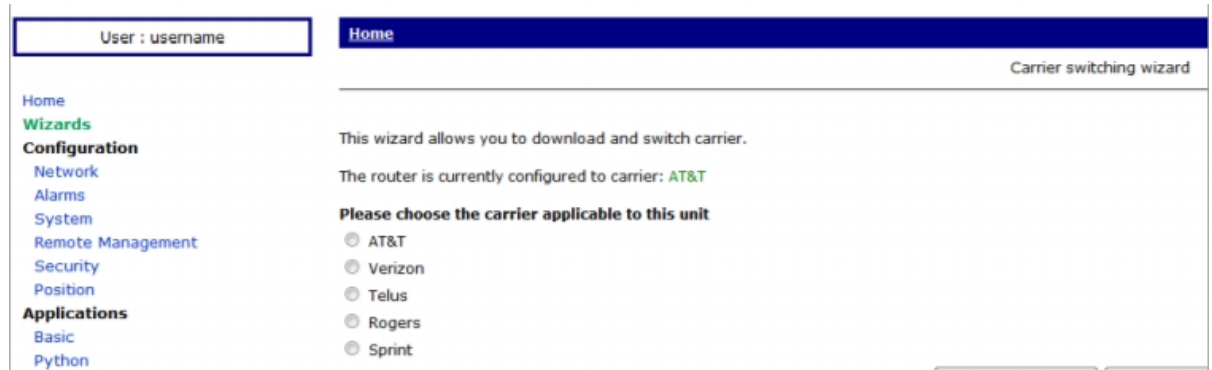 User : username
Home
Carrier switching wizard
Home
Wizards
Configuration
Network
Alarms
System
Remote Management
Security
Position
Applications
Basic
Python
This wizard allows you to download and switch carrier.
The router is currently configured to carrier: AT&T
Please choose the carrier applicable to this unit
AT&T
Verizon
Telus
Rogers
Sprint